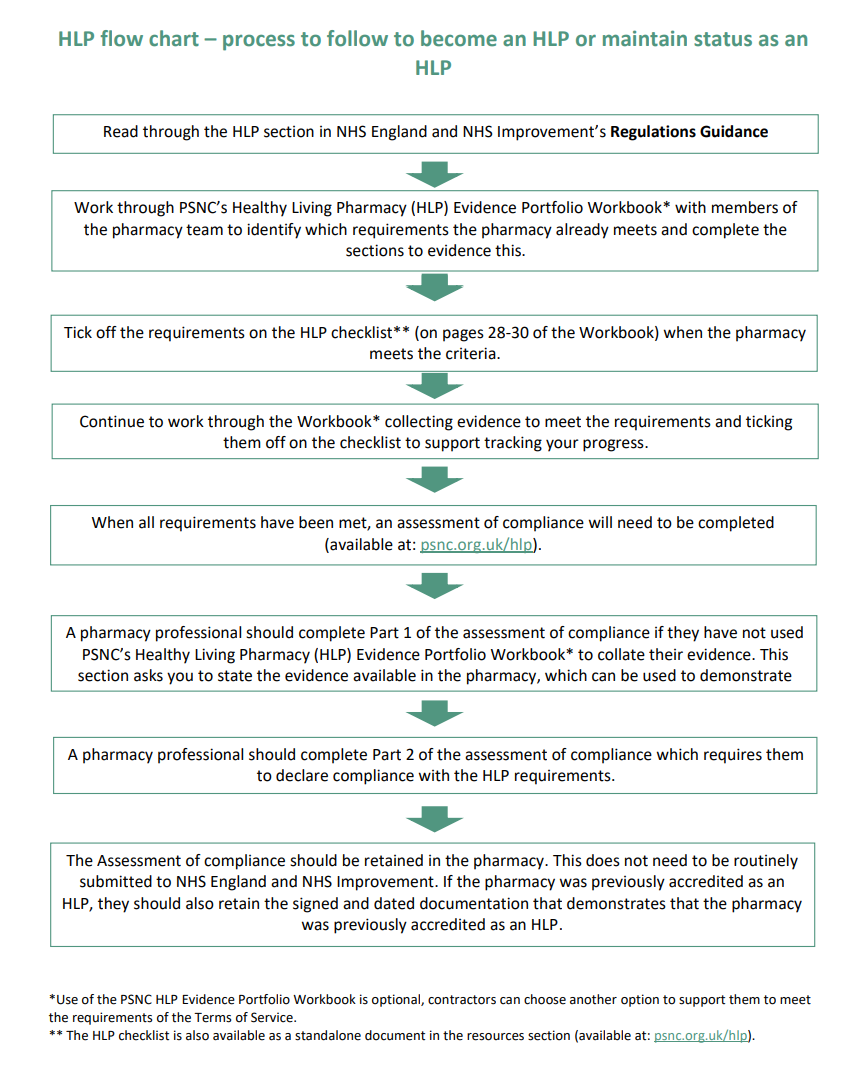 HLP flow chart – process to follow to become an HLP or maintain status as an
HLP
Read through the HLP section in NHS England and NHS Improvement's Regulations Guidance
Work through PSNC's Healthy Living Pharmacy (HLP) Evidence Portfolio Workbook* with members of
the pharmacy team to identify which requirements the pharmacy already meets and complete the
sections to evidence this.
Tick off the requirements on the HLP checklist** (on pages 28-30 of the Workbook) when the pharmacy
meets the criteria.
Continue to work through the Workbook* collecting evidence to meet the requirements and ticking
them off on the checklist to support tracking your progress.
When all requirements have been met, an assessment of compliance will need to be completed
(available at: psnc.org.uk/hlp).
A pharmacy professional should complete Part 1 of the assessment of compliance if they have not used
PSNC's Healthy Living Pharmacy (HLP) Evidence Portfolio Workbook* to collate their evidence. This
section asks you to state the evidence available in the pharmacy, which can be used to demonstrate
A pharmacy professional should complete Part 2 of the assessment of compliance which requires them
to declare compliance with the HLP requirements.
The Assessment of compliance should be retained in the pharmacy. This does not need to be routinely
submitted to NHS England and NHS Improvement. If the pharmacy was previously accredited as an
HLP, they should also retain the signed and dated documentation that demonstrates that the pharmacy
was previously accredited as an HLP.
*Use of the PSNC HLP Evidence Portfolio Workbook is optional, contractors can choose another option to support them to meet
the requirements of the Terms of Service.
** The HLP checklist is also available as a standalone document in the resources section (available at: psnc.org.uk/hlp).